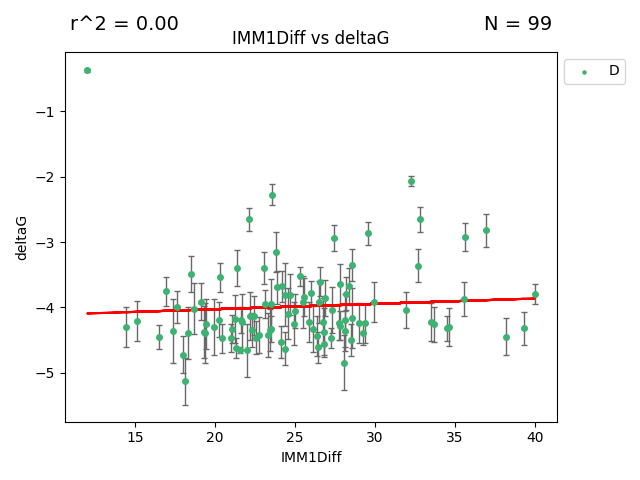 r^2 = 0.00
N = 99
IMM1Diff vs deltaG
D
−1
−2
−3
−4
−5
deltaG
15 20 25 30 35 40
IMM1Diff